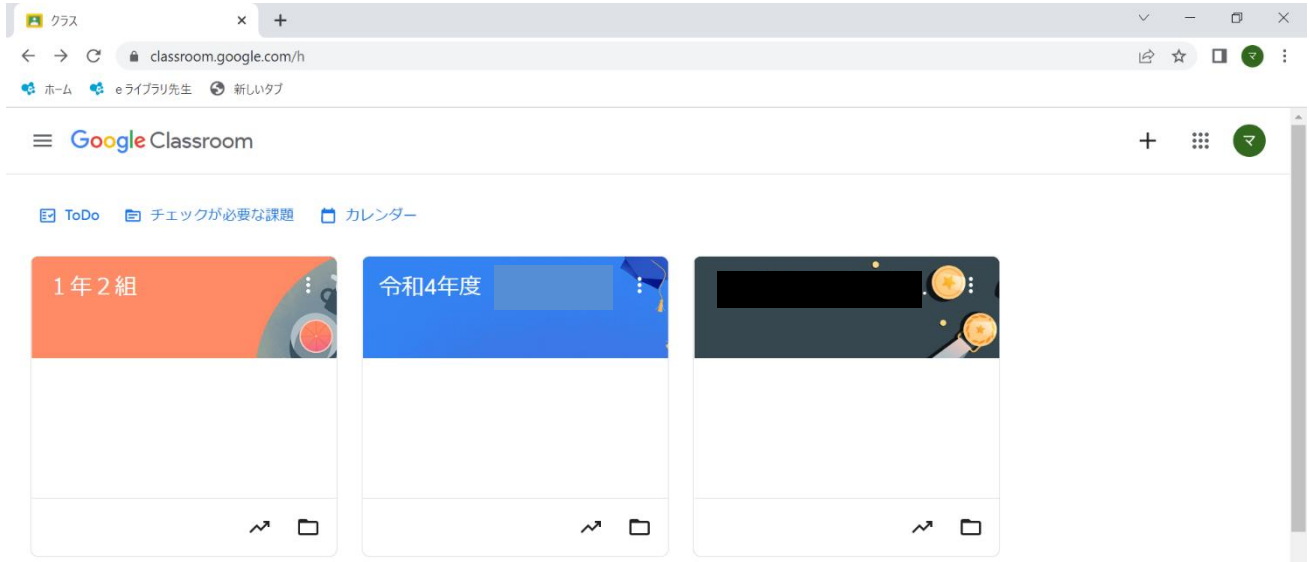 クラス
classroom.google.com/h
マ
ホーム eライブラリ先生 新しいタブ
Google Classroom
マ
ToDo チェックが必要な課題 カレンダー
１年２組
令和4年度